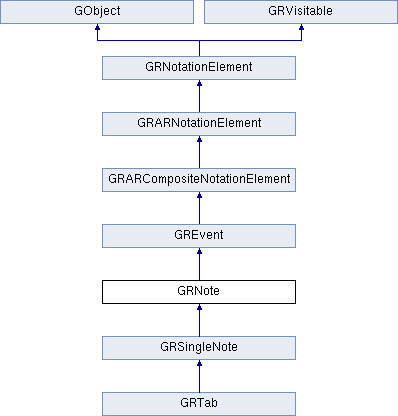 GObject GRVisitable
GRNotationElement
GRARNotationElement
GRARCompositeNotationElement
GREvent
GRNote
GRSingleNote
GRTab